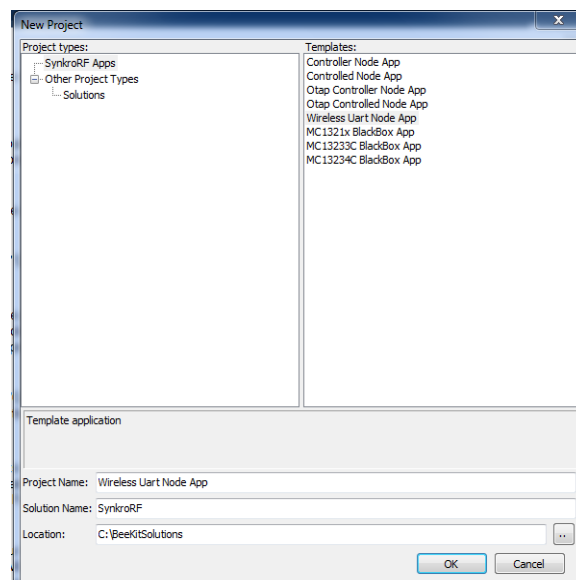 New Project
Project types:
Templates:
SynkroRF Apps
Other Project Types
Solutions
Controller Node App
Controlled Node App
Otap Controller Node App
Otap Controlled Node App
Wireless Uart Node App
MC1321x BlackBox App
MC13233C BlackBox App
MC13234C BlackBox App
Template application
Project Name: Wireless Uart Node App
Solution Name: SynkroRF
Location: C:\BeeKitSolutions ..
OK Cancel